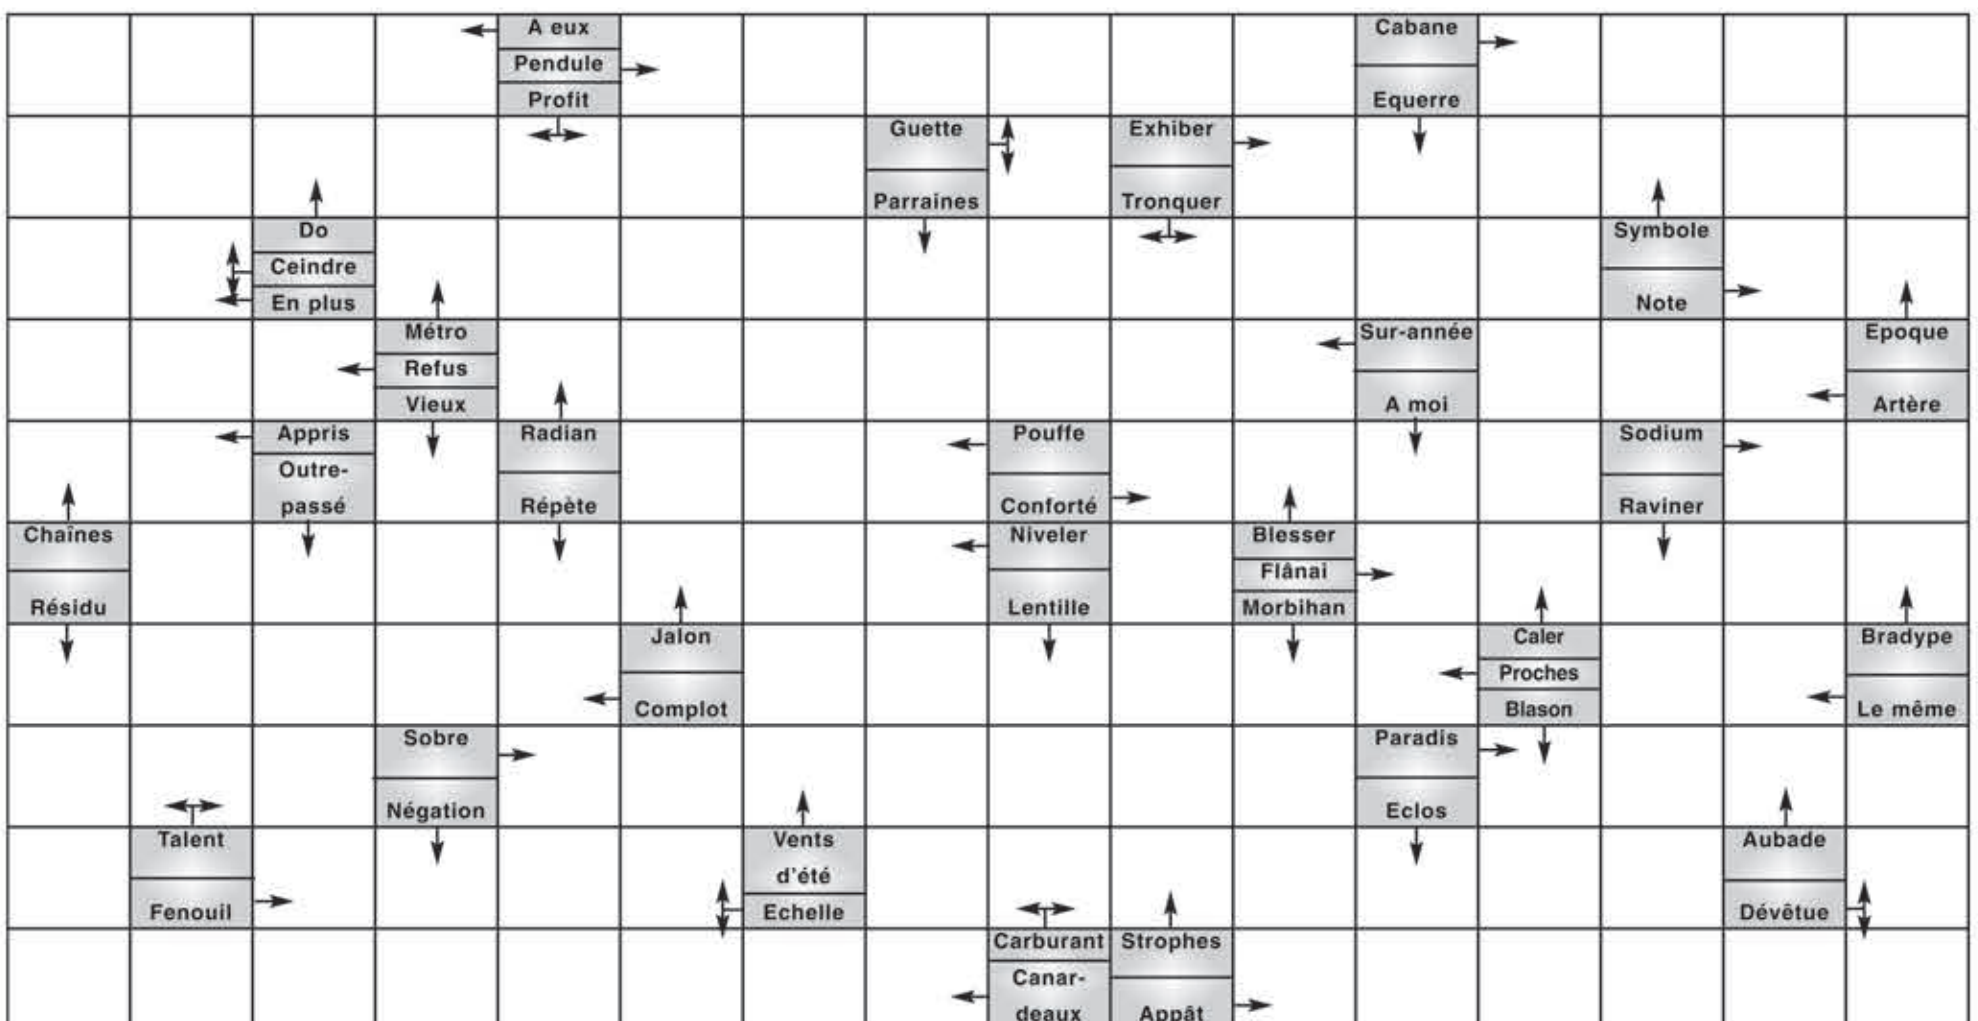 A eux
Pendule
Profit
Cabane
Equerre
Guette
Parraines
Exhiber
Tronquer
Do
Ceindre
En plus
Symbole
Note
Métro
Refus
Vieux
Sur-année
A moi
Epoque
Artère
Appris
Outre-
passé
Radian
Répète
Pouffe
Conforté
Sodium
Raviner
Chaînes
Résidu
Niveler
Lentille
Blesser
Flânai
Morbihan
Jalon
Complot
Caler
Proches
Blason
Bradype
Le même
Sobre
Négation
Paradis
Eclos
Talent
Fenouil
Vents
d'été
Echelle
Aubade
Dévêtue
Carburant
Canar-
deaux
Strophes
Appât